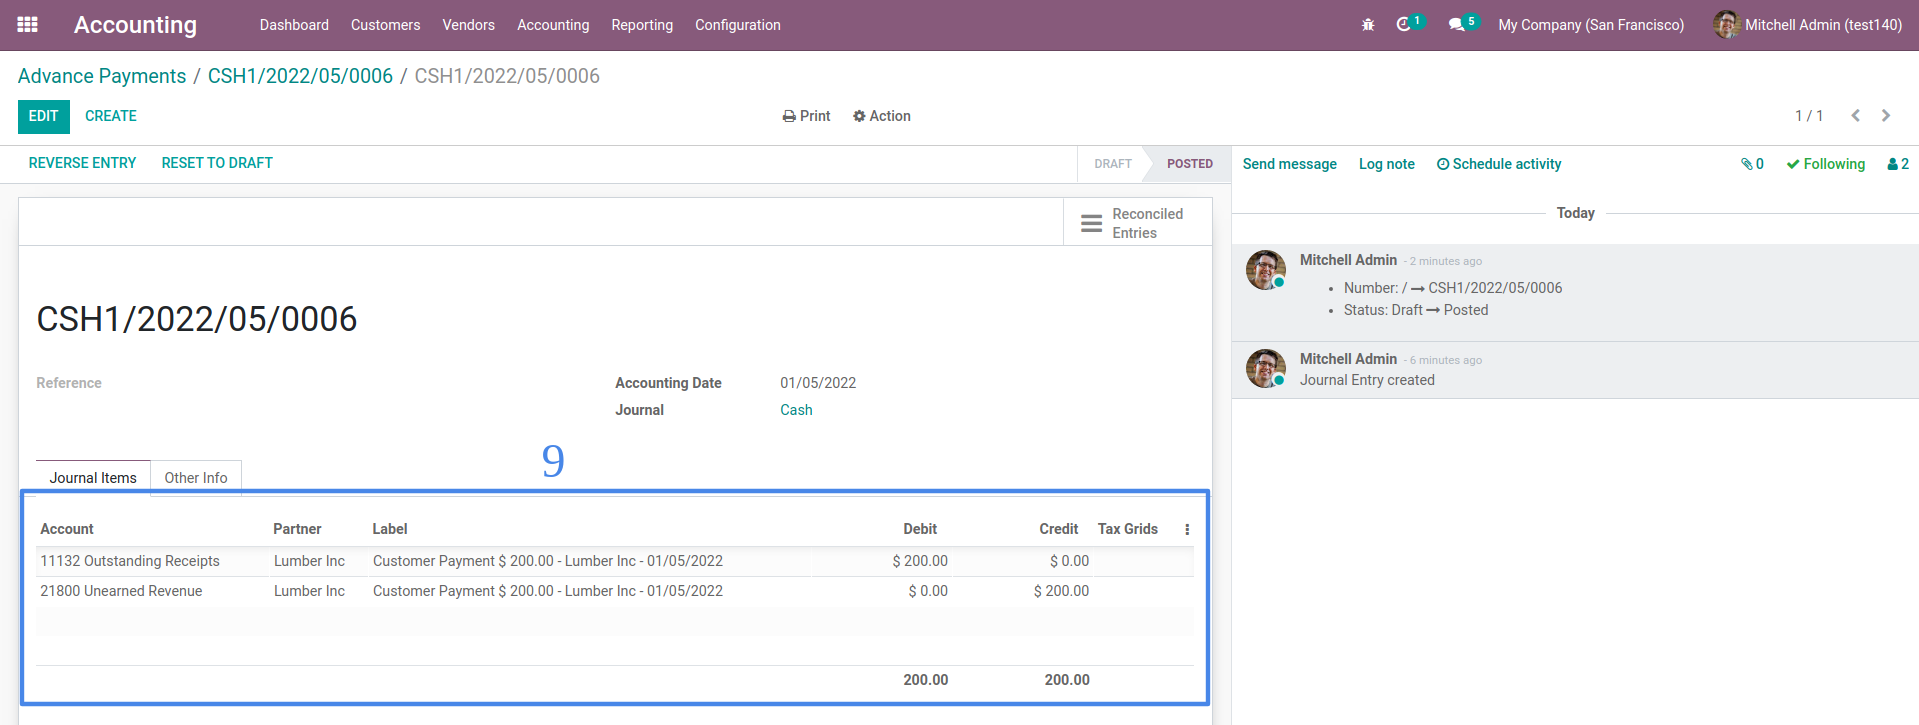 Accounting Dashboard Customers Vendors Accounting Reporting Configuration 1 5 My Company (San Francisco) Mitchell Admin (test140)
Advance Payments / CSH1/2022/05/0006 / CSH1/2022/05/0006
EDIT CREATE Print Action 1 / 1
REVERSE ENTRY RESET TO DRAFT DRAFT POSTED
Send message Log note Schedule activity 0 Following 2
Reconciled
Entries
Today
Mitchell Admin - 2 minutes ago
• Number: / → CSH1/2022/05/0006
• Status: Draft → Posted
Mitchell Admin - 6 minutes ago
Journal Entry created
CSH1/2022/05/0006
Reference Accounting Date 01/05/2022
Journal Cash
9
Journal Items Other Info
Account Partner Label Debit Credit Tax Grids
11132 Outstanding Receipts Lumber Inc Customer Payment $ 200.00 - Lumber Inc - 01/05/2022 $ 200.00 $ 0.00
21800 Unearned Revenue Lumber Inc Customer Payment $ 200.00 - Lumber Inc - 01/05/2022 $ 0.00 $ 200.00
200.00 200.00